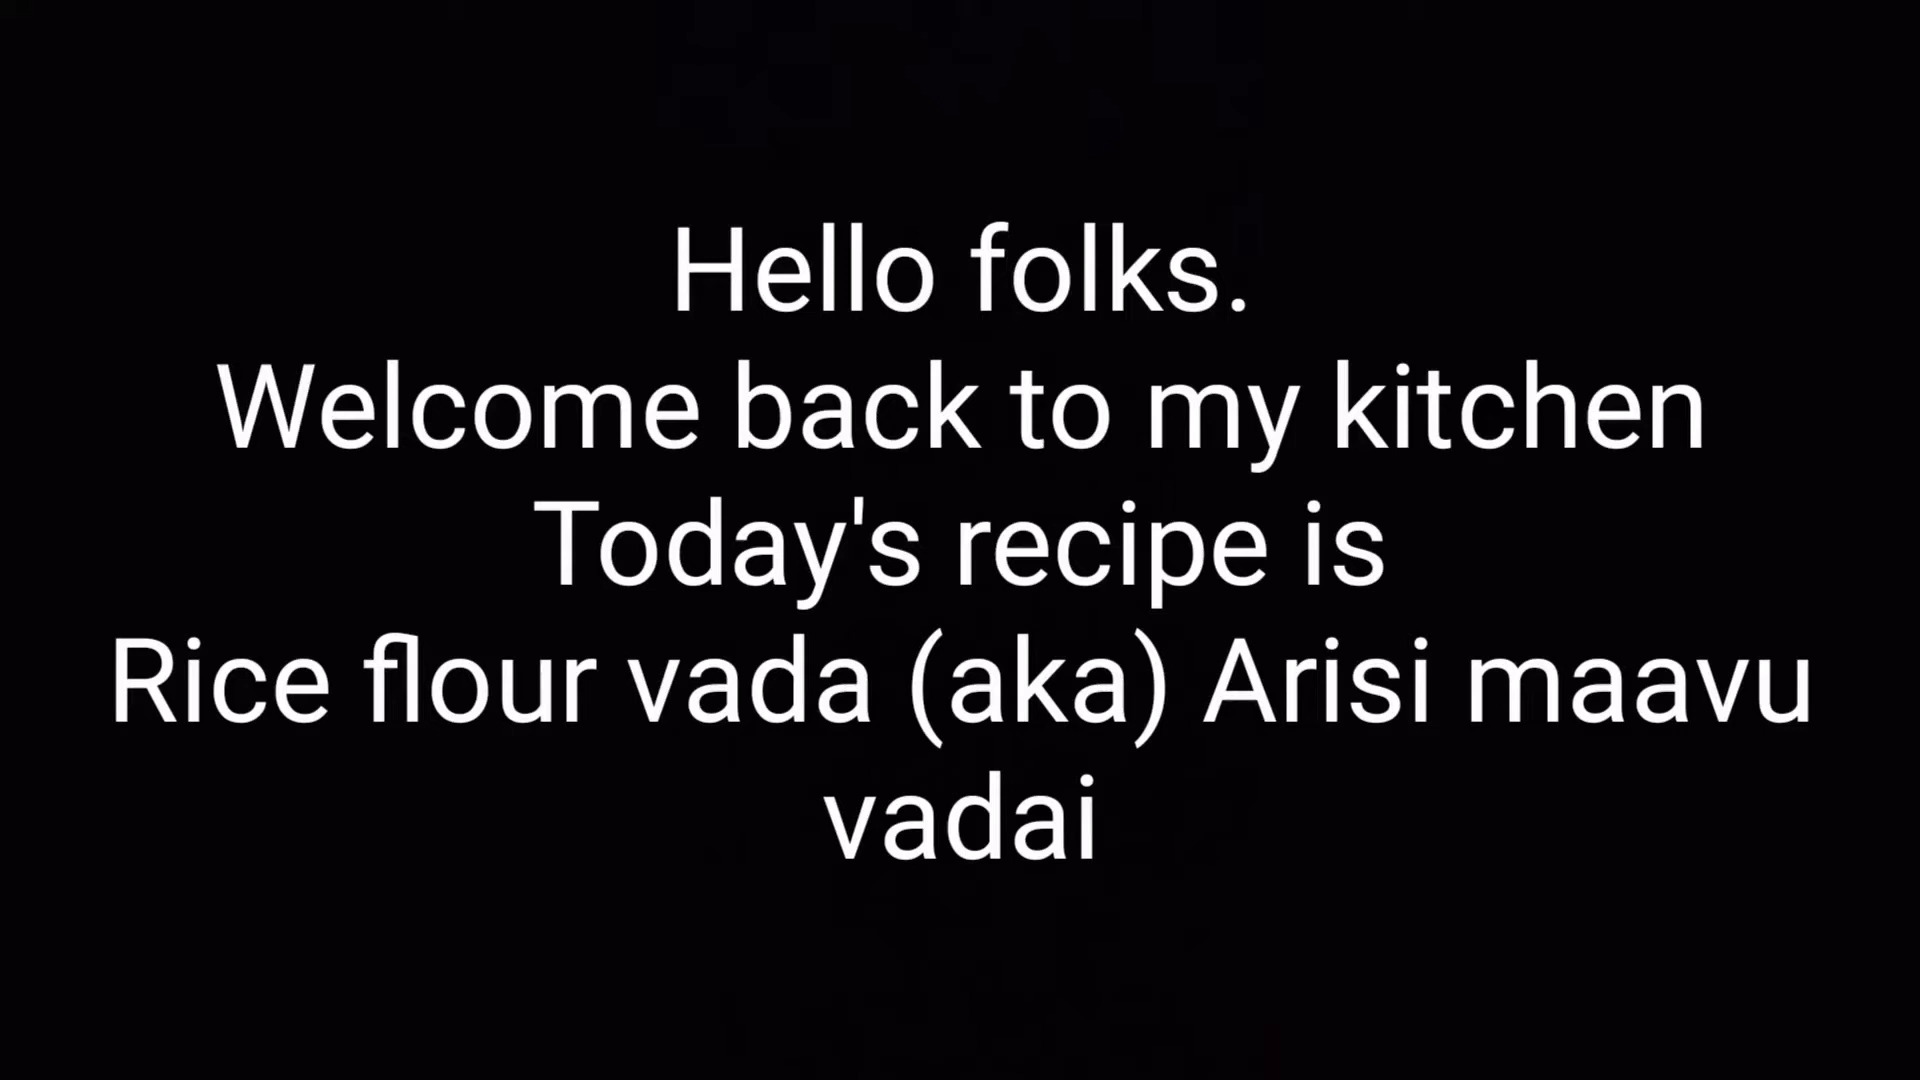 Hello folks.
Welcome back to my kitchen
Today's recipe is
Rice flour vada (aka) Arisi maavu
vadai